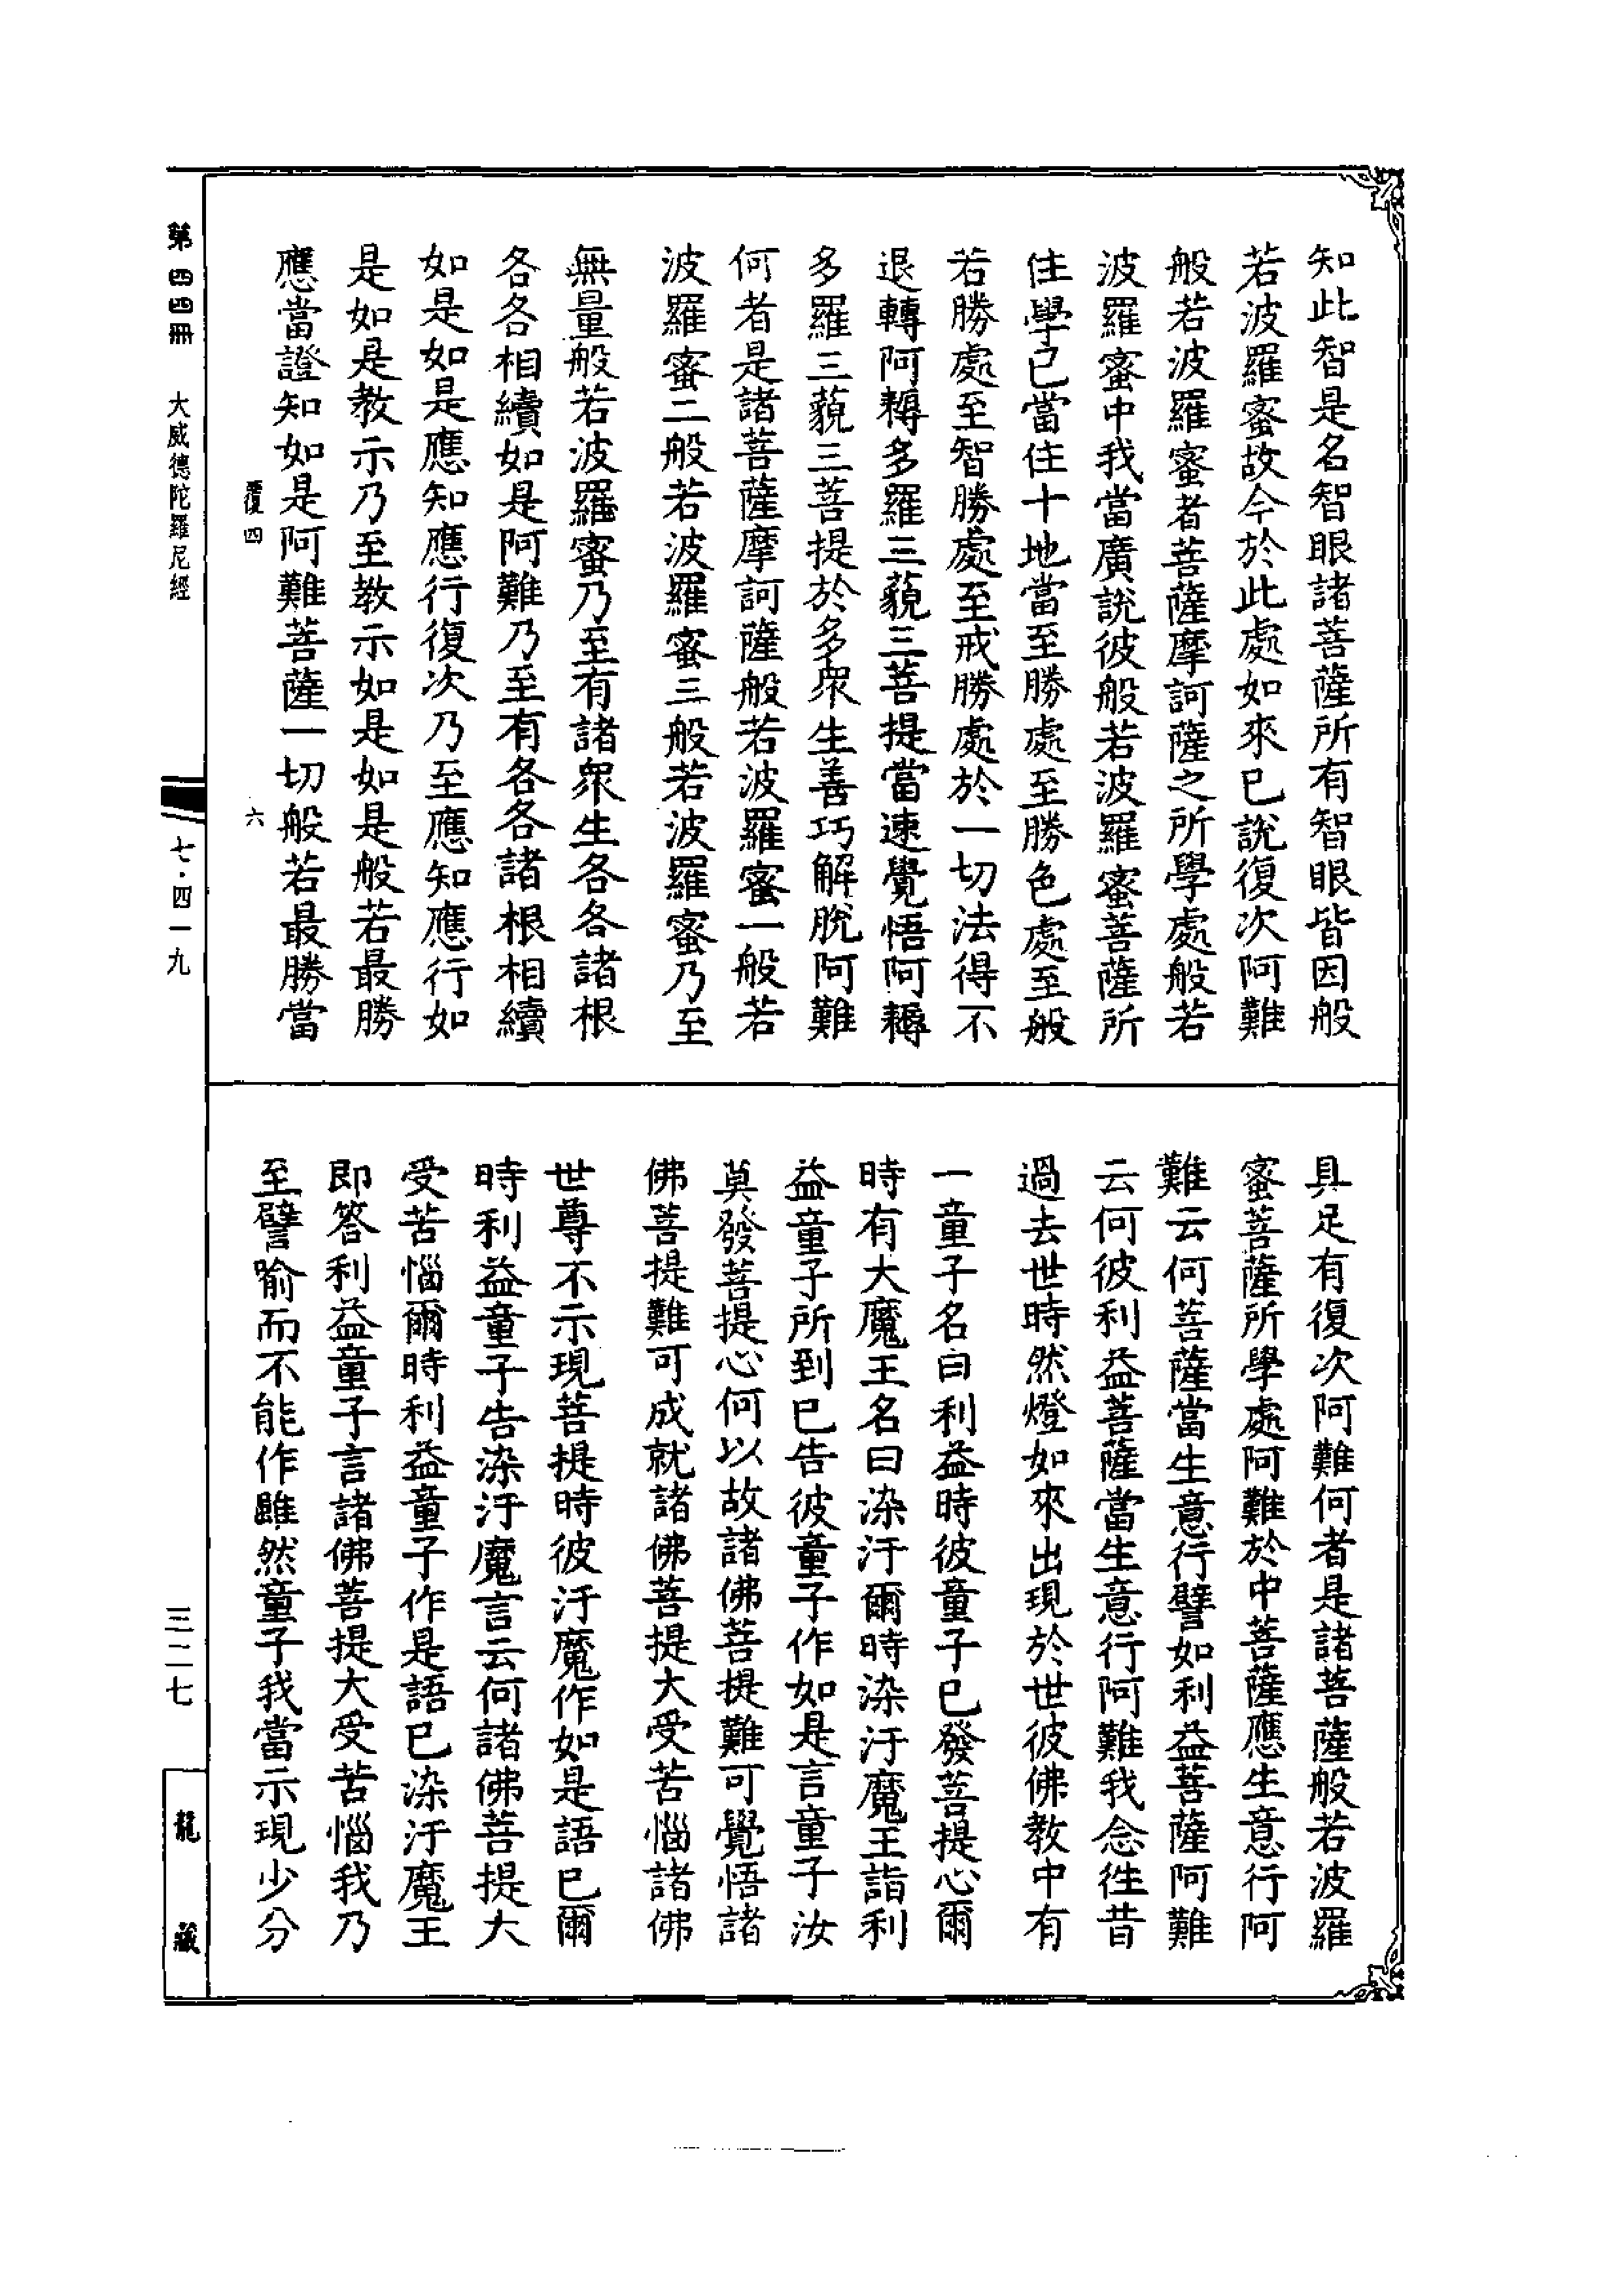 知此智是名智眼諸菩薩所有智眼皆因般
若波羅蜜故今於此處如來已說復次阿難
般若波羅蜜者菩薩摩訶薩之所學處般若
波羅蜜中我當廣說彼般若波羅蜜菩薩所
住學已當住十地當至勝處至勝色處至般
若勝處至智勝處至戒勝處於一切法得不
退轉阿耨多羅三藐三菩提當速覺悟阿耨
多羅三藐三菩提於多衆生善巧解脫阿難
何者是諸菩薩摩訶薩般若波羅蜜一般若
波羅蜜二般若波羅蜜三般若波羅蜜乃至
無量般若波羅蜜乃至有諸衆生各各諸根
各各相續如是阿難乃至有各各諸根相續
如是如是應知應行復次乃至應知應行如
是如是教示乃至教示如是如是般若最勝
應當證知如是阿難菩薩一切般若最勝當
覆四 六
具足有復次阿難何者是諸菩薩般若波羅
蜜菩薩所學處阿難於中菩薩應生意行阿
難云何菩薩當生意行譬如利益菩薩阿難
云何彼利益菩薩當生意行阿難我念往昔
過去世時然燈如來出現於世彼佛教中有
一童子名曰利益時彼童子已發菩提心爾
時有大魔王名曰染汙爾時染汙魔王詣利
益童子所到已告彼童子作如是言童子汝
莫發菩提心何以故諸佛菩提難可覺悟諸
佛菩提難可成就諸佛菩提大受苦惱諸佛
世尊不示現菩提時彼汙魔作如是語已爾
時利益童子告染汙魔言云何諸佛菩提大
受苦惱爾時利益童子作是語已染汙魔王
即答利益童子言諸佛菩提大受苦惱我乃
至譬喻而不能作雖然童子我當示現少分
第四四冊 大威德陀羅尼經
七·四一九
三二七
龍藏